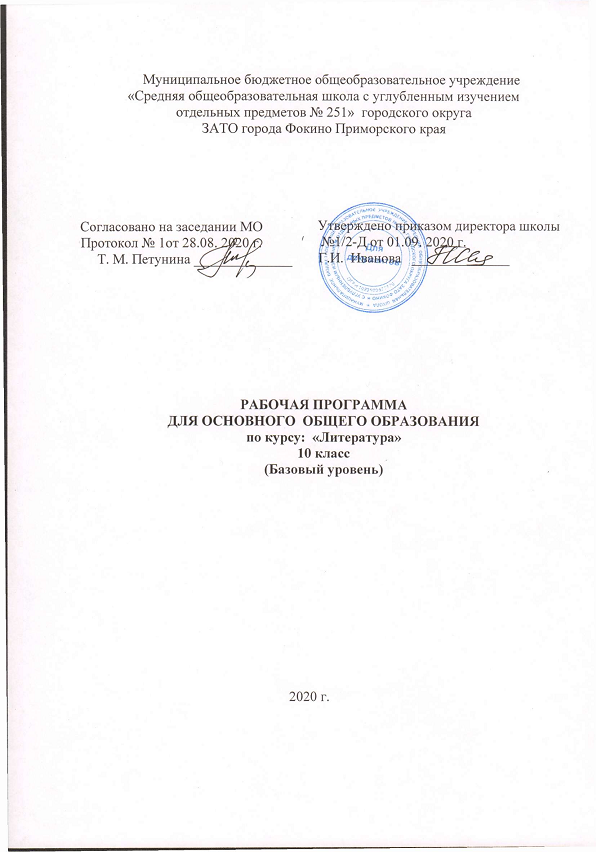 Муниципальное бюджетное общеобразовательное учреждение
«Средняя общеобразовательная школа с углубленным изучением
отдельных предметов № 251» городского округа
ЗАТО города Фокино Приморского края
Согласовано на заседании МО
Протокол № 1от 28.08. 2020 г.
Т. М. Петунина
Утверждено приказом директора школы
№1/2-Д от 01.09. 2020 г.
Г.И. Иванова
Для
документов
РАБОЧАЯ ПРОГРАММА
ДЛЯ ОСНОВНОГО ОБЩЕГО ОБРАЗОВАНИЯ
по курсу: «Литература»
10 класс
(Базовый уровень)
2020 г.